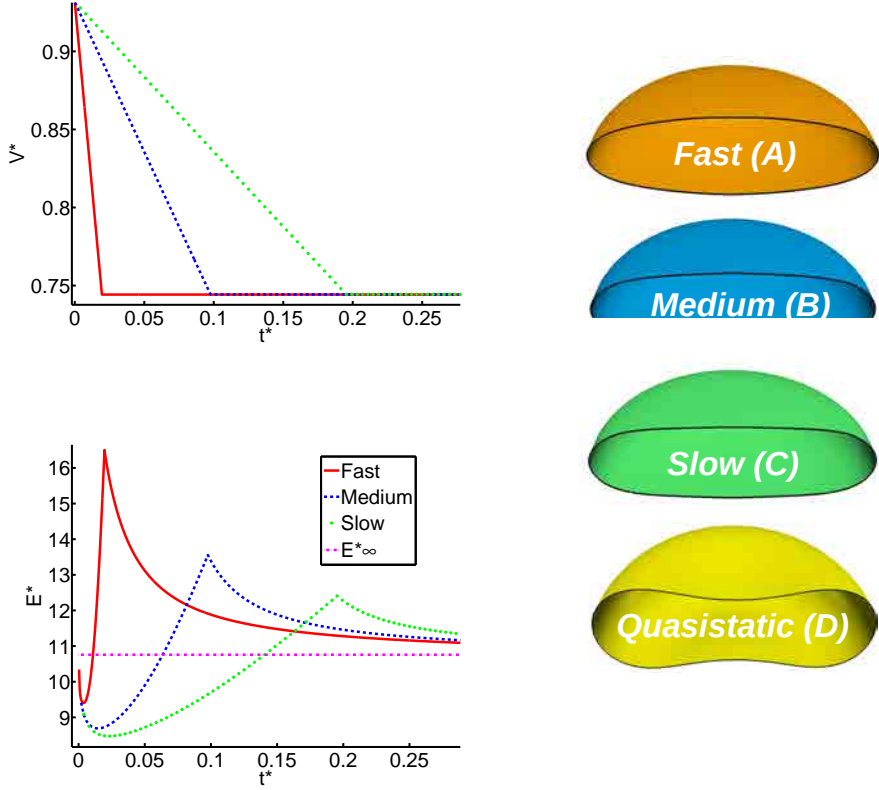 0.9
0.85
0.8
0.75
V*
0 0.05 0.1 0.15 0.2 0.25
t*
Fast (A)
Medium (B)
Slow (C)
Quasistatic (D)
16
15
14
13
12
11
10
9
E*
Fast
Medium
Slow
E*∞
0 0.05 0.1 0.15 0.2 0.25
t*